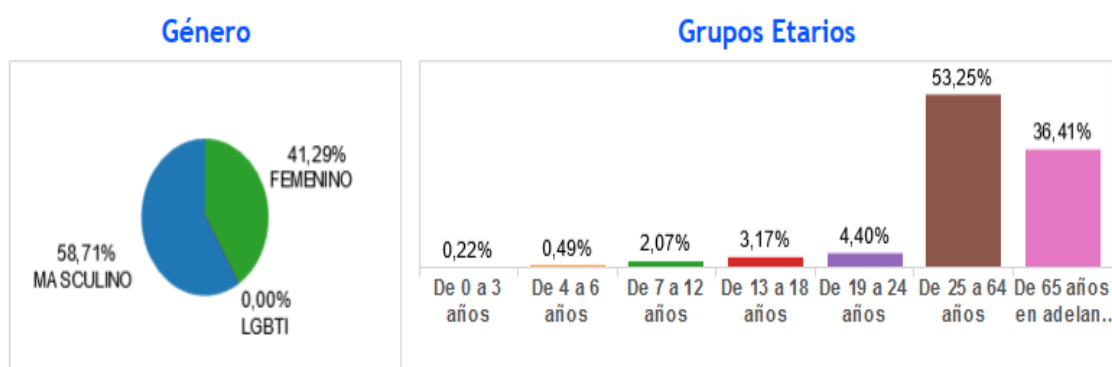 Género
41,29%
FEMENINO
58,71%
MASCULINO
0,00%
LGBTI
Grupos Etarios
0,22%
0,49%
2,07%
3,17%
4,40%
53,25%
36,41%
De 0 a 3
años
De 4 a 6
años
De 7 a 12
años
De 13 a 18
años
De 19 a 24
años
De 25 a 64
años
De 65 años
en adelan..